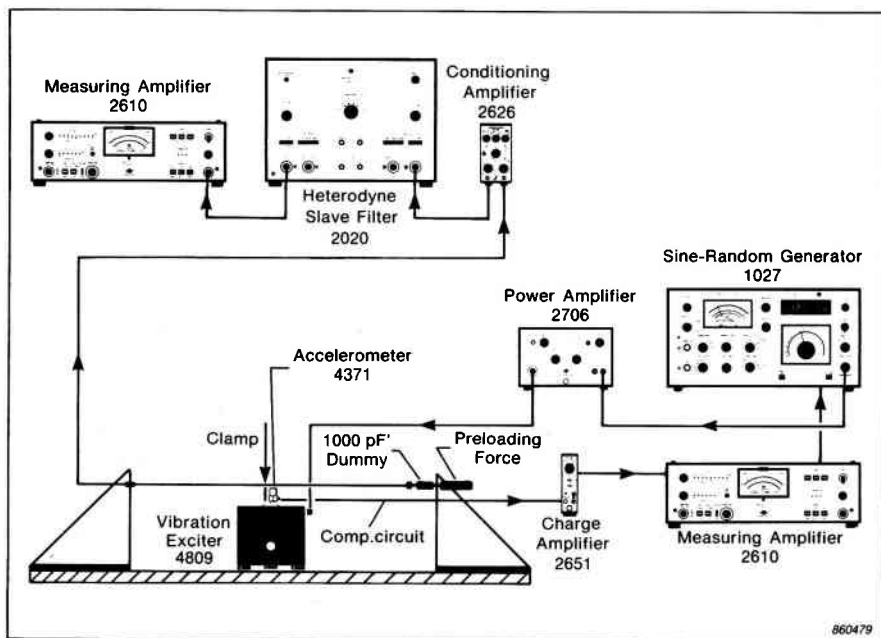 Measuring Amplifier
2610
Heterodyne
Slave Filter
2020
Conditioning
Amplifier
2626
Sine-Random Generator
1027
Power Amplifier
2706
Accelerometer
4371
Clamp
1000 pF'
Dummy
Preloading
Force
Vibration
Exciter
4809
Comp.circuit
Charge
Amplifier
2651
Measuring Amplifier
2610
860479